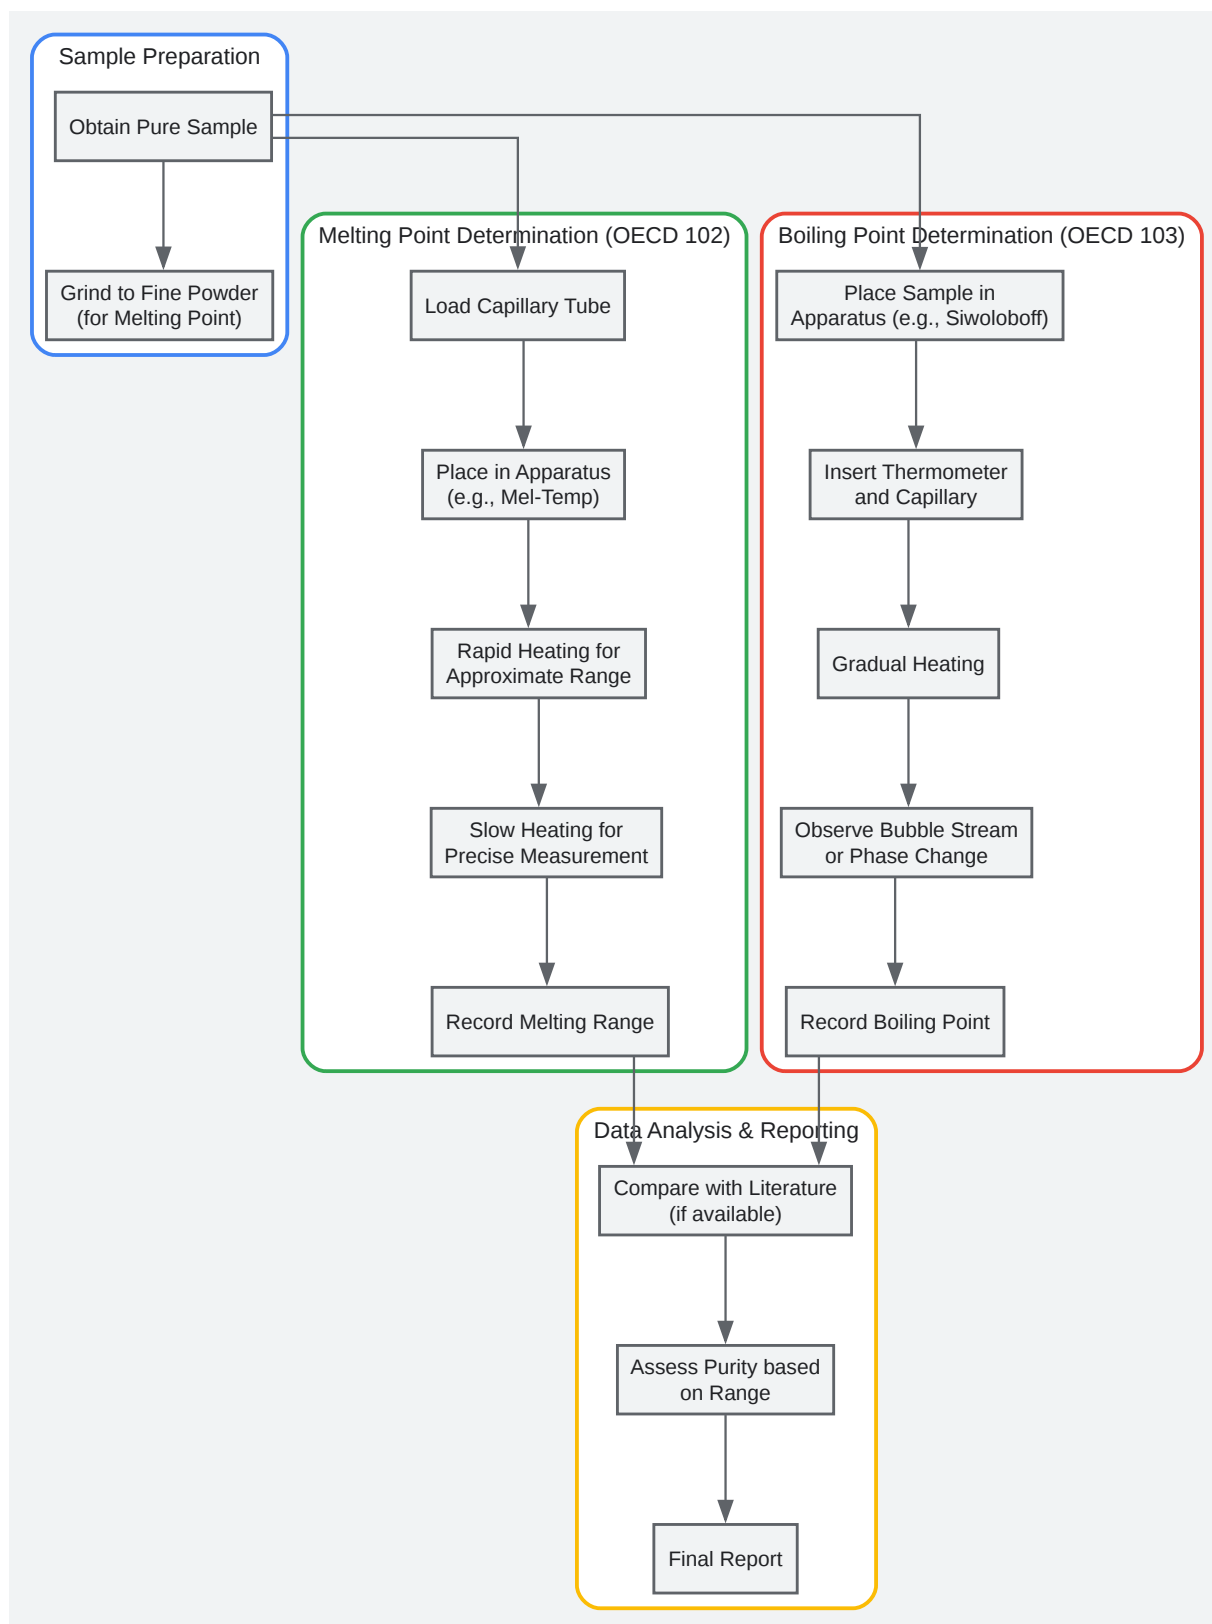 Sample Preparation
Obtain Pure Sample
Grind to Fine Powder
(for Melting Point)
Melting Point Determination (OECD 102)
Load Capillary Tube
Place in Apparatus
(e.g., Mel-Temp)
Rapid Heating for
Approximate Range
Slow Heating for
Precise Measurement
Record Melting Range
Boiling Point Determination (OECD 103)
Place Sample in
Apparatus (e.g., Siwoloboff)
Insert Thermometer
and Capillary
Gradual Heating
Observe Bubble Stream
or Phase Change
Record Boiling Point
Data Analysis & Reporting
Compare with Literature
(if available)
Assess Purity based
on Range
Final Report